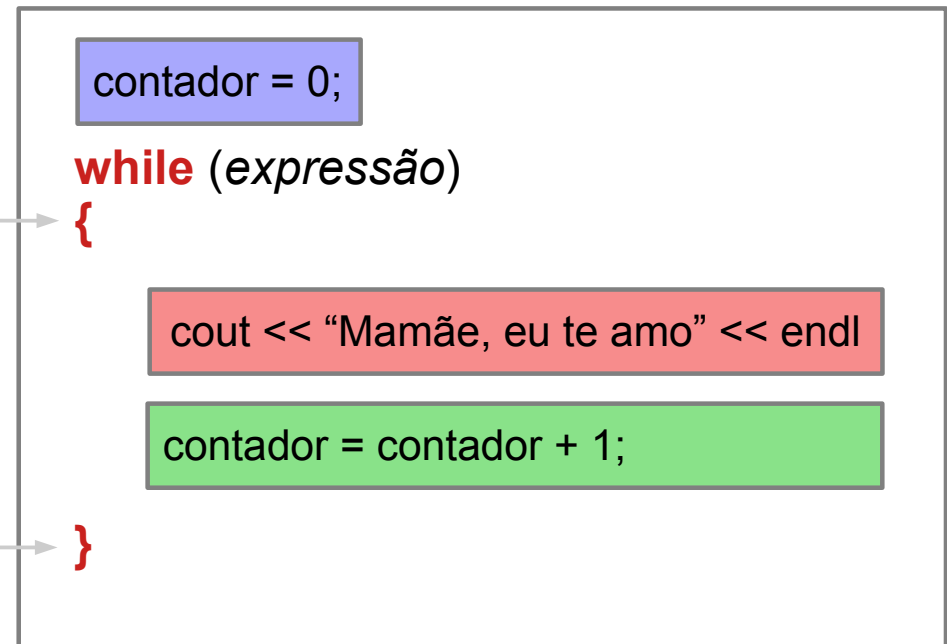 contador = 0;
while (expressão)
{
cout << “Mamãe, eu te amo” << endl
contador = contador + 1;
}